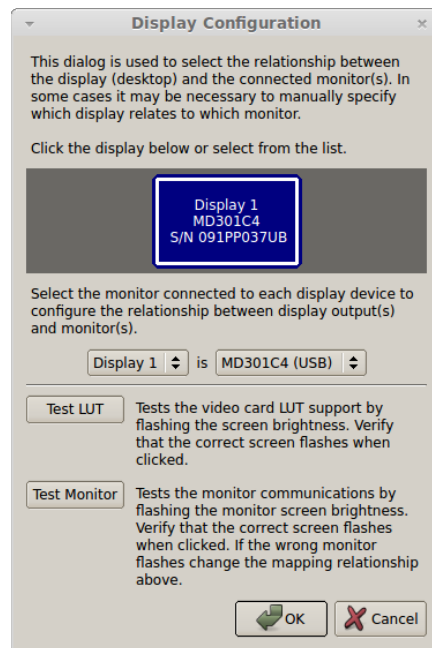 Display Configuration
This dialog is used to select the relationship between
the display (desktop) and the connected monitor(s). In
some cases it may be necessary to manually specify
which display relates to which monitor.
Click the display below or select from the list.
Display 1
MD301C4
S/N 091PP037UB
Select the monitor connected to each display device to
configure the relationship between display output(s)
and monitor(s).
Display 1 is MD301C4 (USB)
Test LUT
Tests the video card LUT support by
flashing the screen brightness. Verify
that the correct screen flashes when
clicked.
Test Monitor
Tests the monitor communications by
flashing the monitor screen brightness.
Verify that the correct screen flashes
when clicked. If the wrong monitor
flashes change the mapping relationship
above.
OK
Cancel